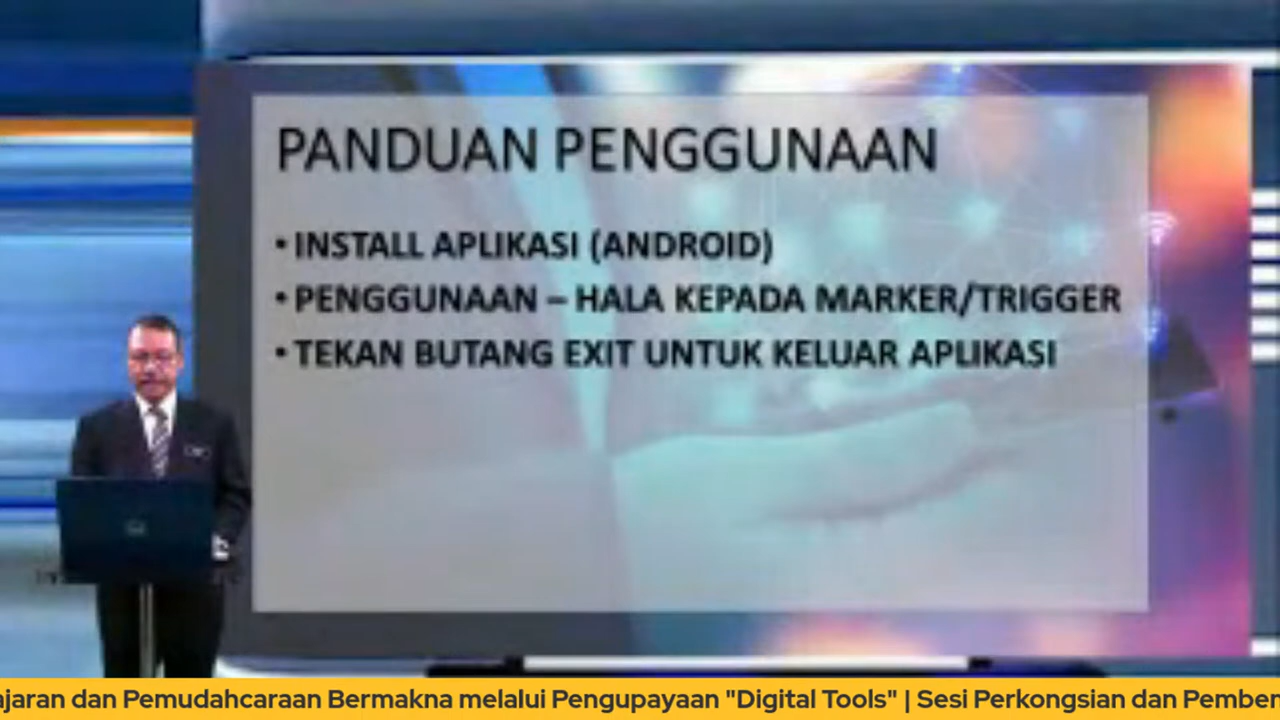 PANDUAN PENGGUNAAN
• INSTALL APLIKASI (ANDROID)
• PENGGUNAAN – HALA KEPADA MARKER/TRIGGER
• TEKAN BUTANG EXIT UNTUK KELUAR APLIKASI
ajaran dan Pemudahcaraan Bermakna melalui Pengupayaan "Digital Tools" | Sesi Perkongsian dan Pember